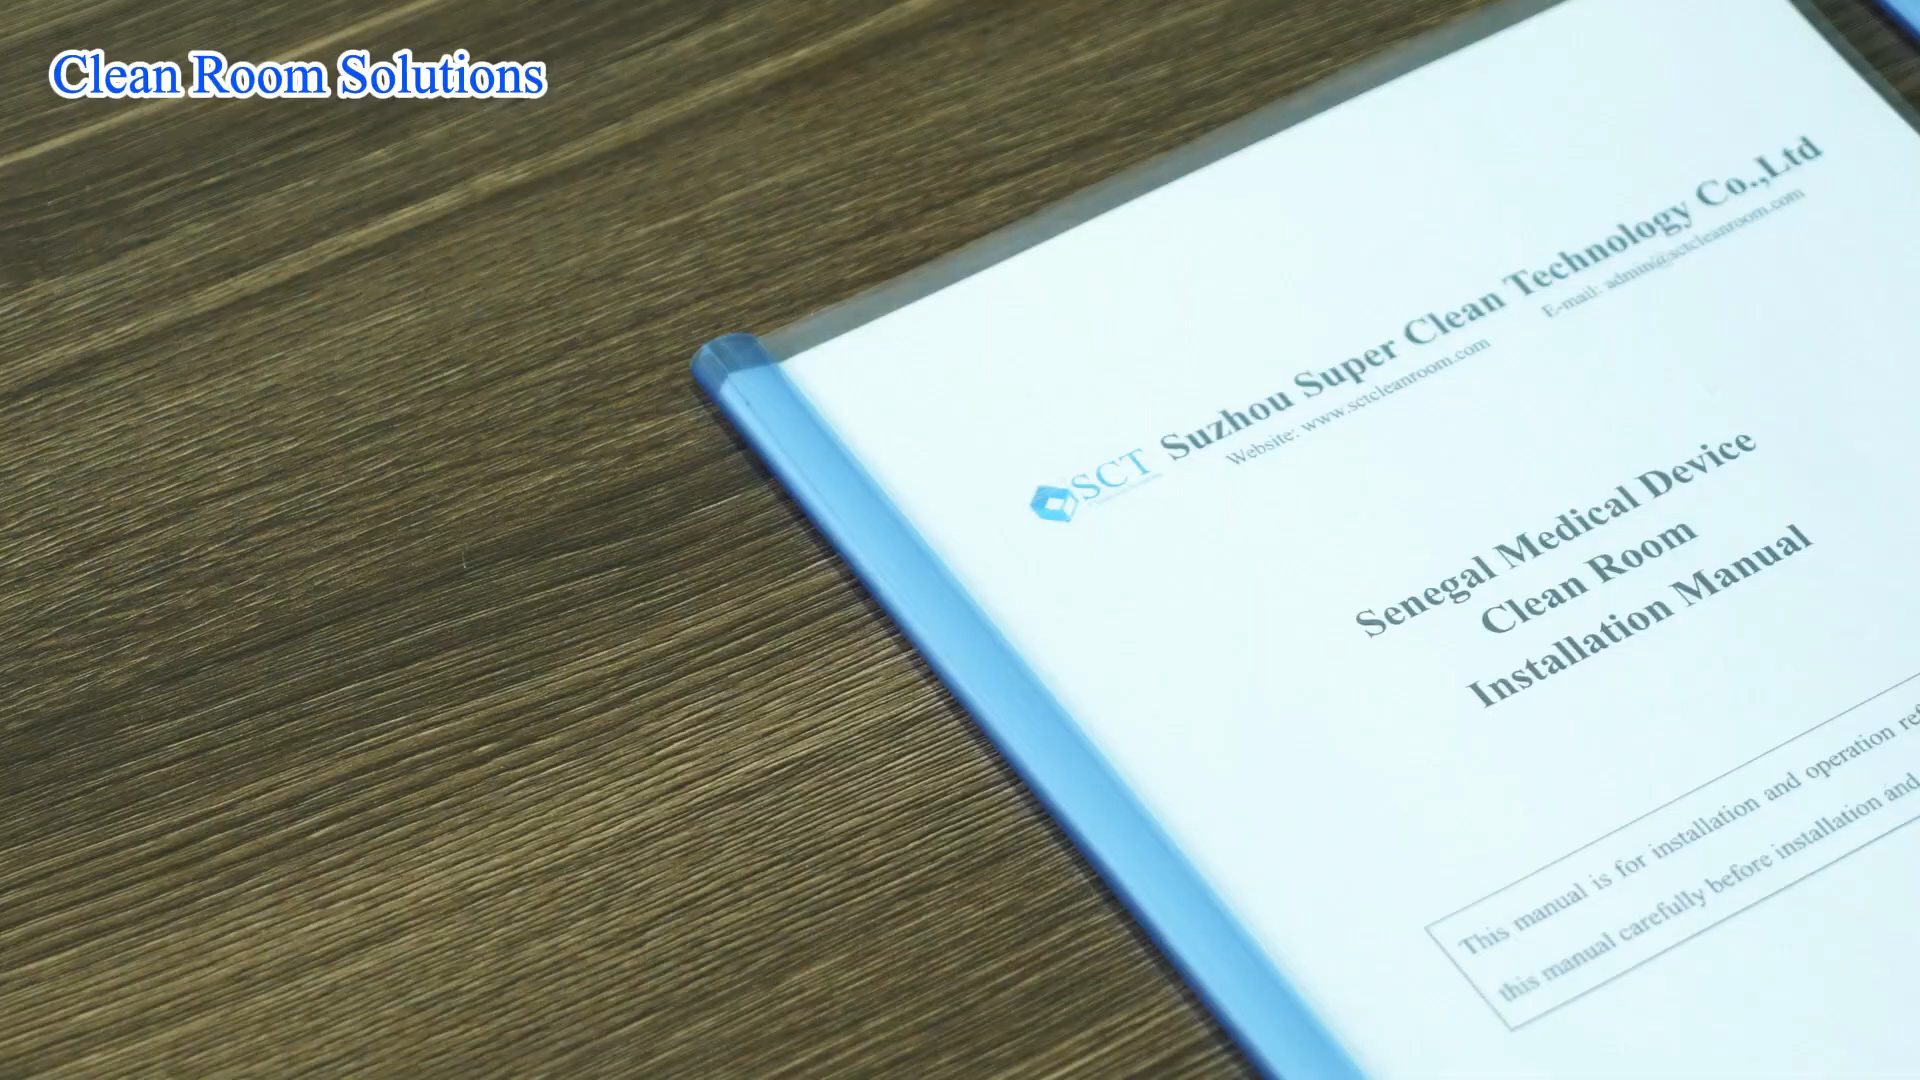 Clean Room Solutions
SCT Suzhou Super Clean Technology Co.,Ltd
Website: www.sctcleanroom.com E-mail: admin@sctcleanroom.com
Senegal Medical Device
Clean Room
Installation Manual
This manual is for installation and operation
this manual carefully before installation and